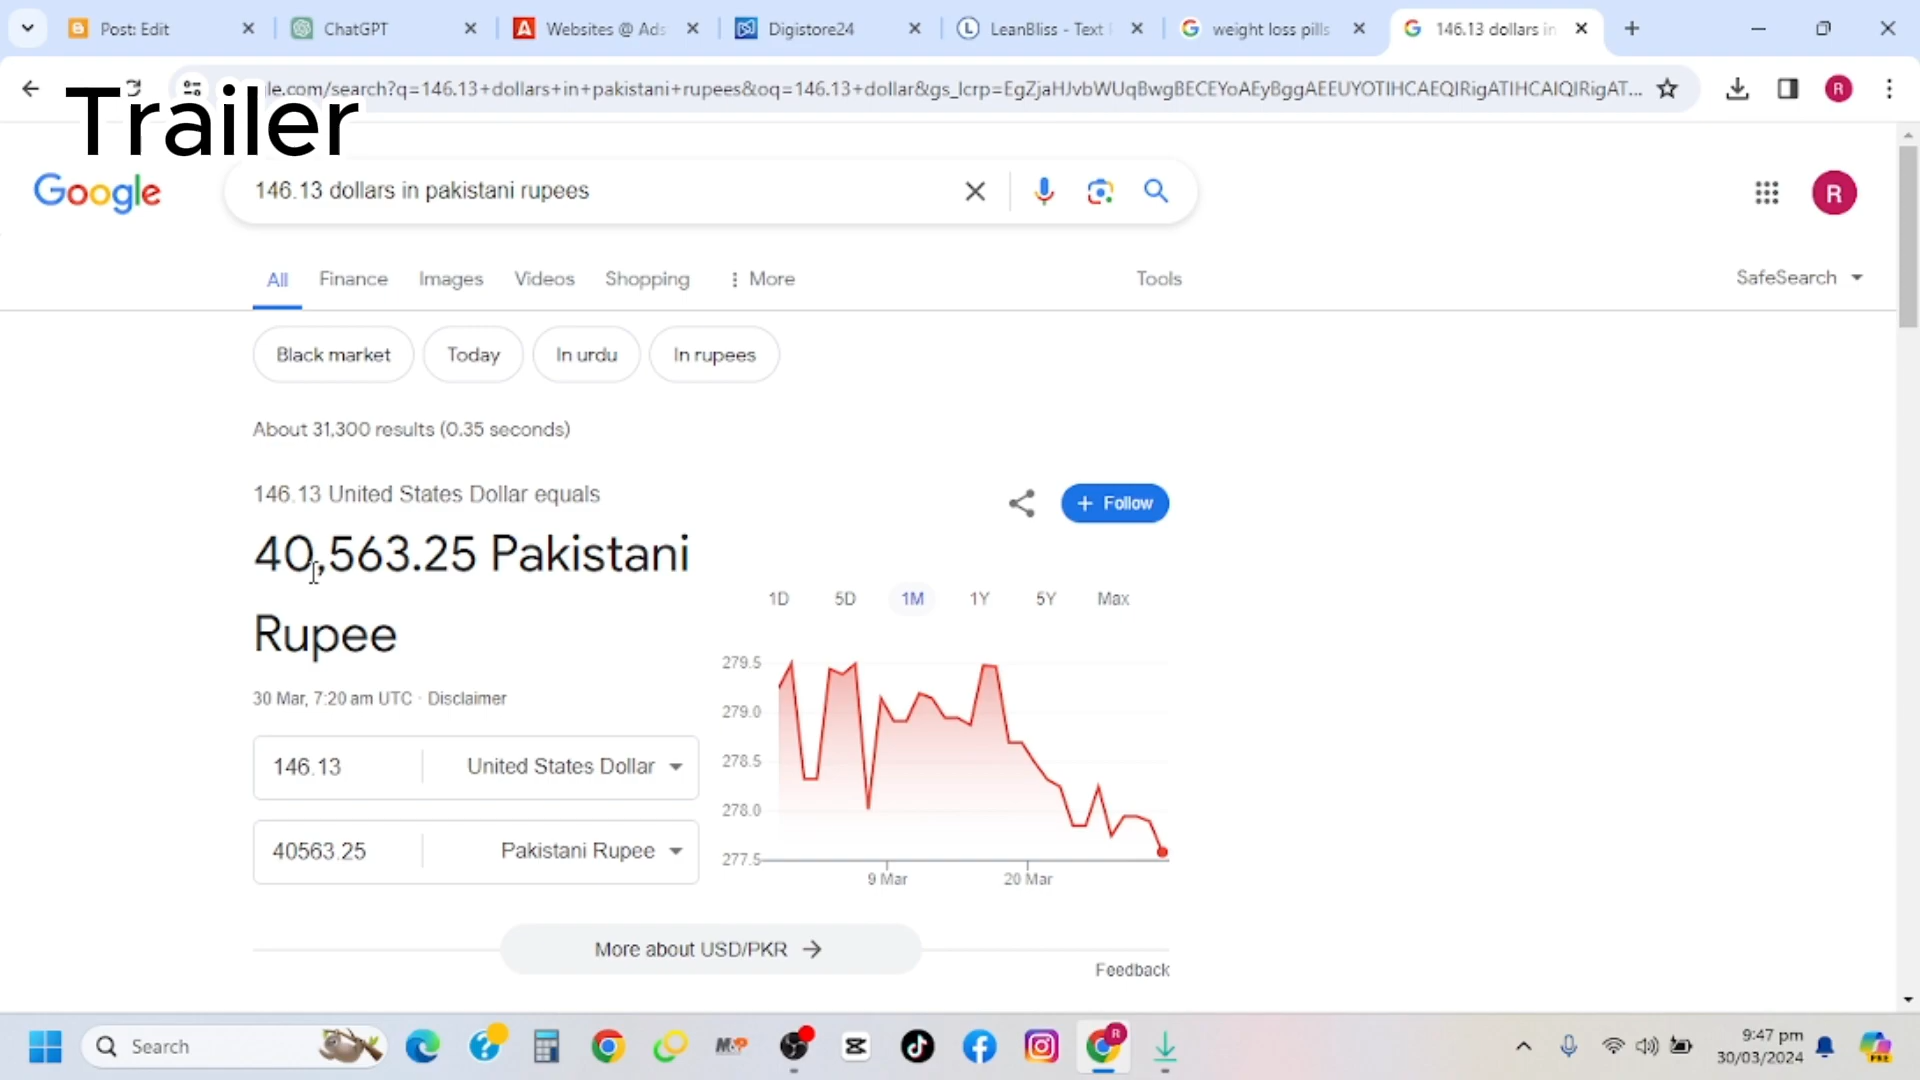 Post: Edit
ChatGPT
Websites @ Ads
Digistore24
LeanBliss - Text
weight loss pills
146.13 dollars in
le.com/search?q=146.13+dollars+in+pakistani+rupees&oq=146.13+dollar&gs_lcrp=EgZjaHJvbWUqBwgBECEYoAEyBggAEEUYOTIHCAEQIRigATIHCAIQIRigAT...
R
Trailer
Google
146.13 dollars in pakistani rupees
R
All
Finance
Images
Videos
Shopping
More
Tools
SafeSearch
Black market
Today
In urdu
In rupees
About 31,300 results (0.35 seconds)
146.13 United States Dollar equals
Follow
40,563.25 Pakistani
Rupee
30 Mar, 7:20 am UTC · Disclaimer
146.13
United States Dollar
40563.25
Pakistani Rupee
1D
5D
1M
1Y
5Y
Max
279.5
279.0
278.5
278.0
277.5
9 Mar
20 Mar
More about USD/PKR
Feedback
Search
R
9:47 pm
30/03/2024
PRE